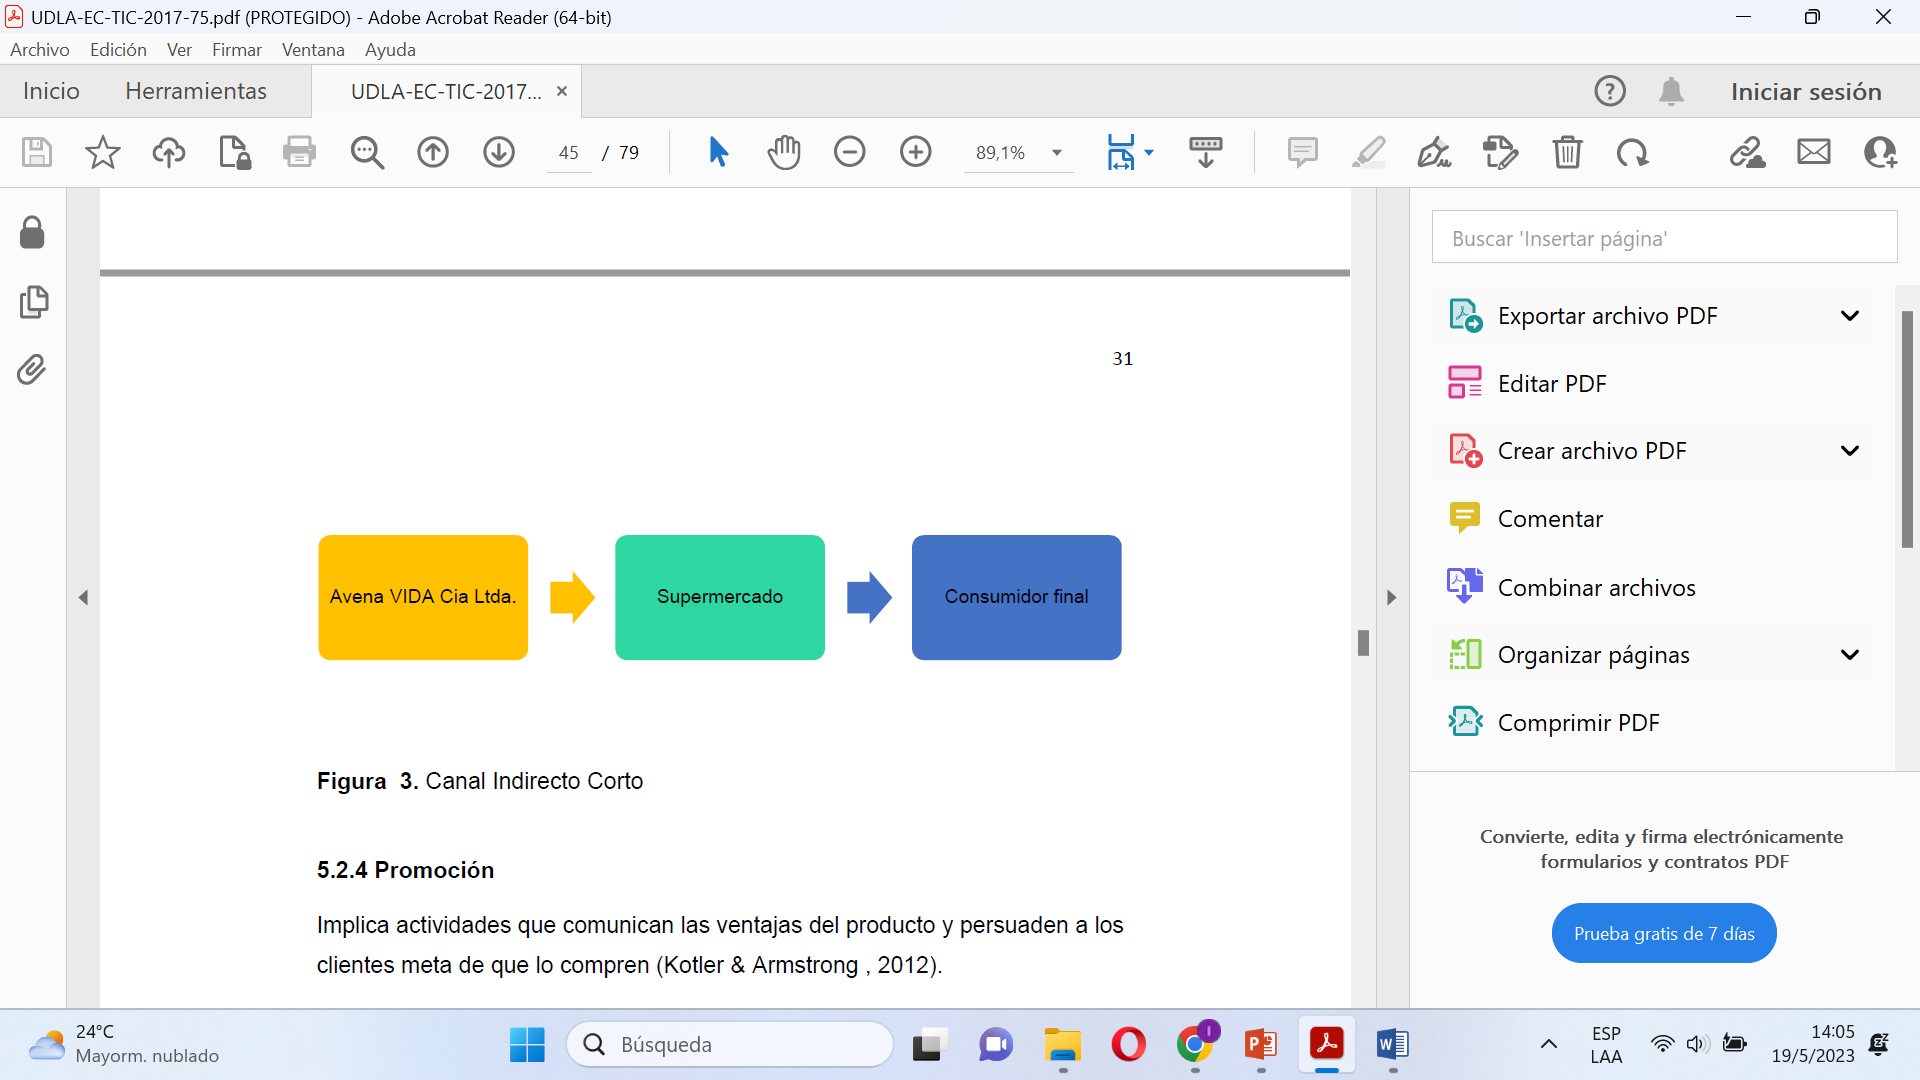 UDLA-EC-TIC-2017-75.pdf (PROTEGIDO) - Adobe Acrobat Reader (64-bit)
Archivo Edición Ver Firmar Ventana Ayuda
Inicio Herramientas UDLA-EC-TIC-2017... × Iniciar sesión
45 / 79 89,1%
Buscar 'Insertar página'
Exportar archivo PDF
Editar PDF
Crear archivo PDF
Comentar
Combinar archivos
Organizar páginas
Comprimir PDF
Convierte, edita y firma electrónicamente
formularios y contratos PDF
Prueba gratis de 7 días
31
Avena VIDA Cia Ltda. Supermercado Consumidor final
Figura 3. Canal Indirecto Corto
5.2.4 Promoción
Implica actividades que comunican las ventajas del producto y persuaden a los
clientes meta de que lo compren (Kotler & Armstrong , 2012).
24°C
Mayorm. nublado
Búsqueda
ESP
LAA
14:05
19/5/2023